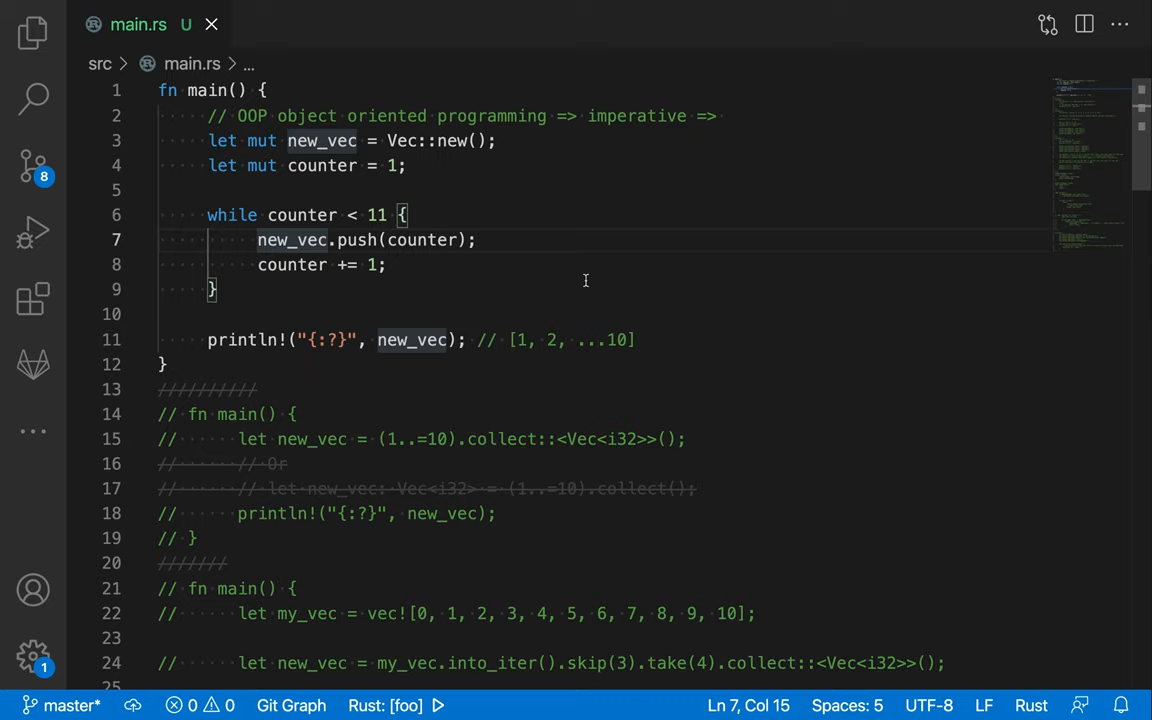 main.rs U
src > main.rs > ...
8
1 fn main() {
2 // OOP object oriented programming => imperative =>
3 let mut new_vec = Vec::new();
4 let mut counter = 1;
5
6 while counter < 11 {
7 new_vec.push(counter);
8 counter += 1;
9 }
10
11 println!("{:?}", new_vec); // [1, 2, ...10]
12 }
13 //////////
14 // fn main() {
15 // let new_vec = (1..=10).collect::<Vec<i32>>();
16 // // Or
17 // // let new_vec: Vec<i32> = (1..=10).collect();
18 // println!("{:?}", new_vec);
19 // }
20 ///////
21 // fn main() {
22 // let my_vec = vec![0, 1, 2, 3, 4, 5, 6, 7, 8, 9, 10];
23
24 // let new_vec = my_vec.into_iter().skip(3).take(4).collect::<Vec<i32>>();
25
1
master* 0 0 Git Graph Rust: [foo] Ln 7, Col 15 Spaces: 5 UTF-8 LF Rust